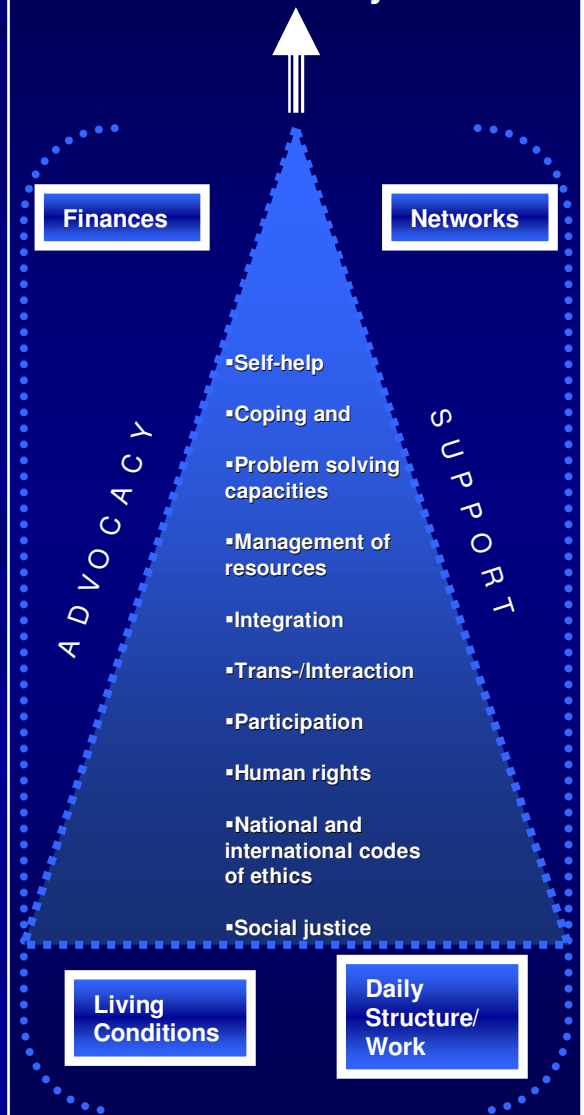 Finances
Networks
ADVOCACY
SUPPORT
▪Self-help
▪Coping and
▪Problem solving
capacities
▪Management of
resources
▪Integration
▪Trans-/Interaction
▪Participation
▪Human rights
▪National and
international codes
of ethics
▪Social justice
Living
Conditions
Daily
Structure/
Work